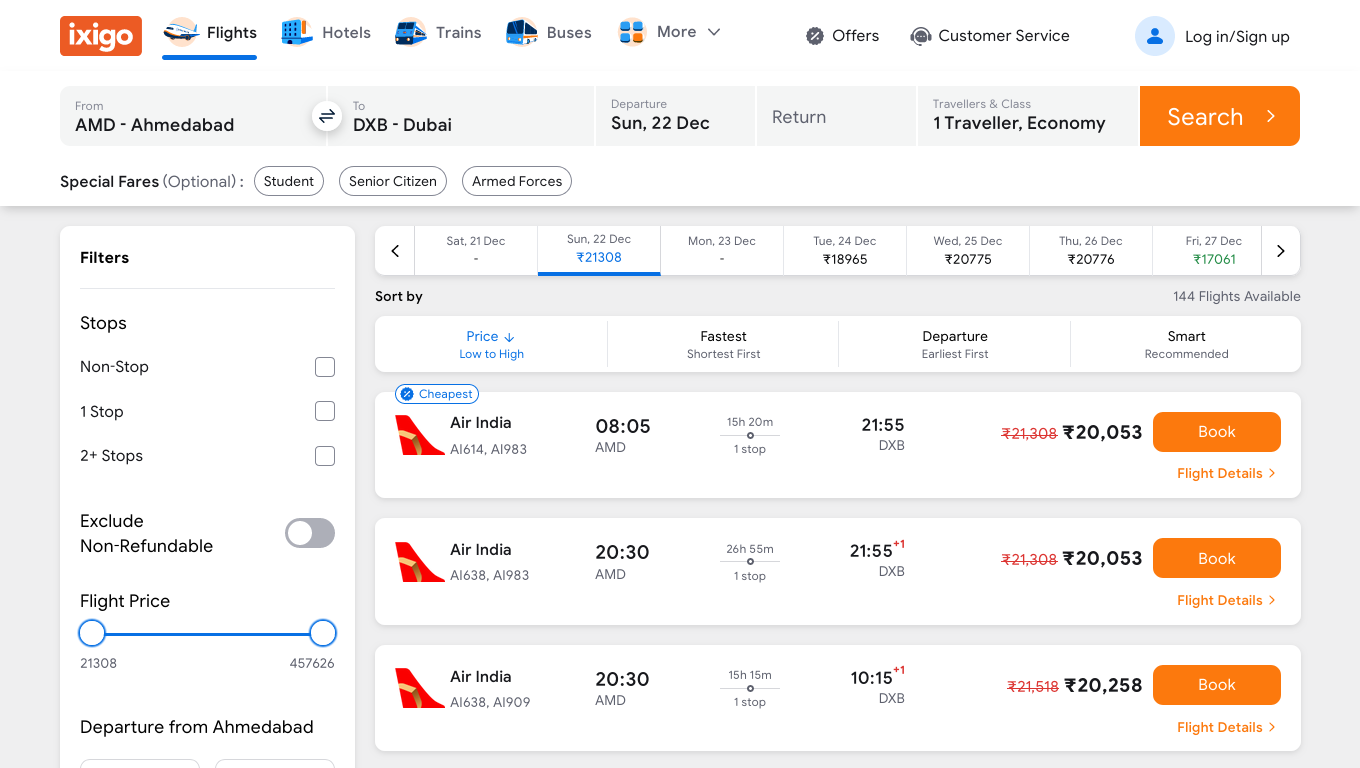 ixigo
Flights
Hotels
Trains
Buses
More
Offers
Customer Service
Log in/Sign up
From
AMD - Ahmedabad
To
DXB - Dubai
Departure
Sun, 22 Dec
Return
Travellers & Class
1 Traveller, Economy
Search
Special Fares (Optional) :
Student
Senior Citizen
Armed Forces
Filters
Stops
Non-Stop
1 Stop
2+ Stops
Exclude
Non-Refundable
Flight Price
21308
457626
Departure from Ahmedabad
Sat, 21 Dec
-
Sun, 22 Dec
₹21308
Mon, 23 Dec
-
Tue, 24 Dec
₹18965
Wed, 25 Dec
₹20775
Thu, 26 Dec
₹20776
Fri, 27 Dec
₹17061
Sort by
144 Flights Available
Price ↓
Low to High
Fastest
Shortest First
Departure
Earliest First
Smart
Recommended
Cheapest
Air India
AI614, AI983
08:05
AMD
15h 20m
1 stop
21:55
DXB
₹21,308 ₹20,053
Book
Flight Details
Air India
AI638, AI983
20:30
AMD
26h 55m
1 stop
21:55+1
DXB
₹21,308 ₹20,053
Book
Flight Details
Air India
AI638, AI909
20:30
AMD
15h 15m
1 stop
10:15+1
DXB
₹21,518 ₹20,258
Book
Flight Details